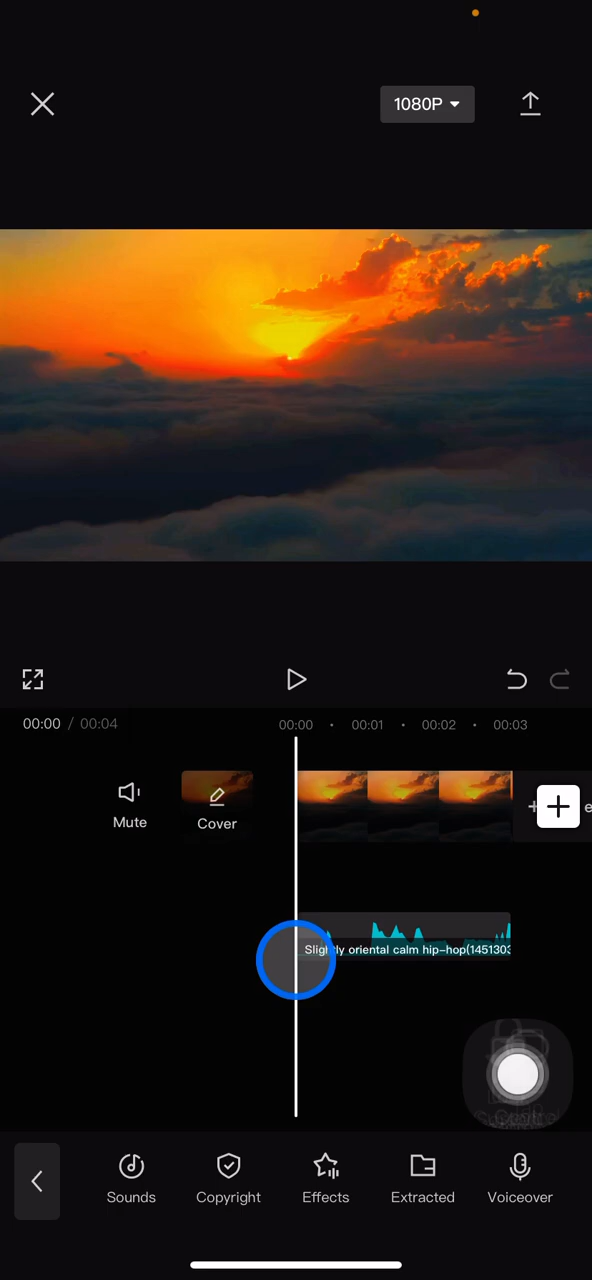 1080P
00:00 / 00:04
00:00 00:01 00:02 00:03
Mute
Cover
Slightly oriental calm hip-hop(1451303
Sounds
Copyright
Effects
Extracted
Voiceover